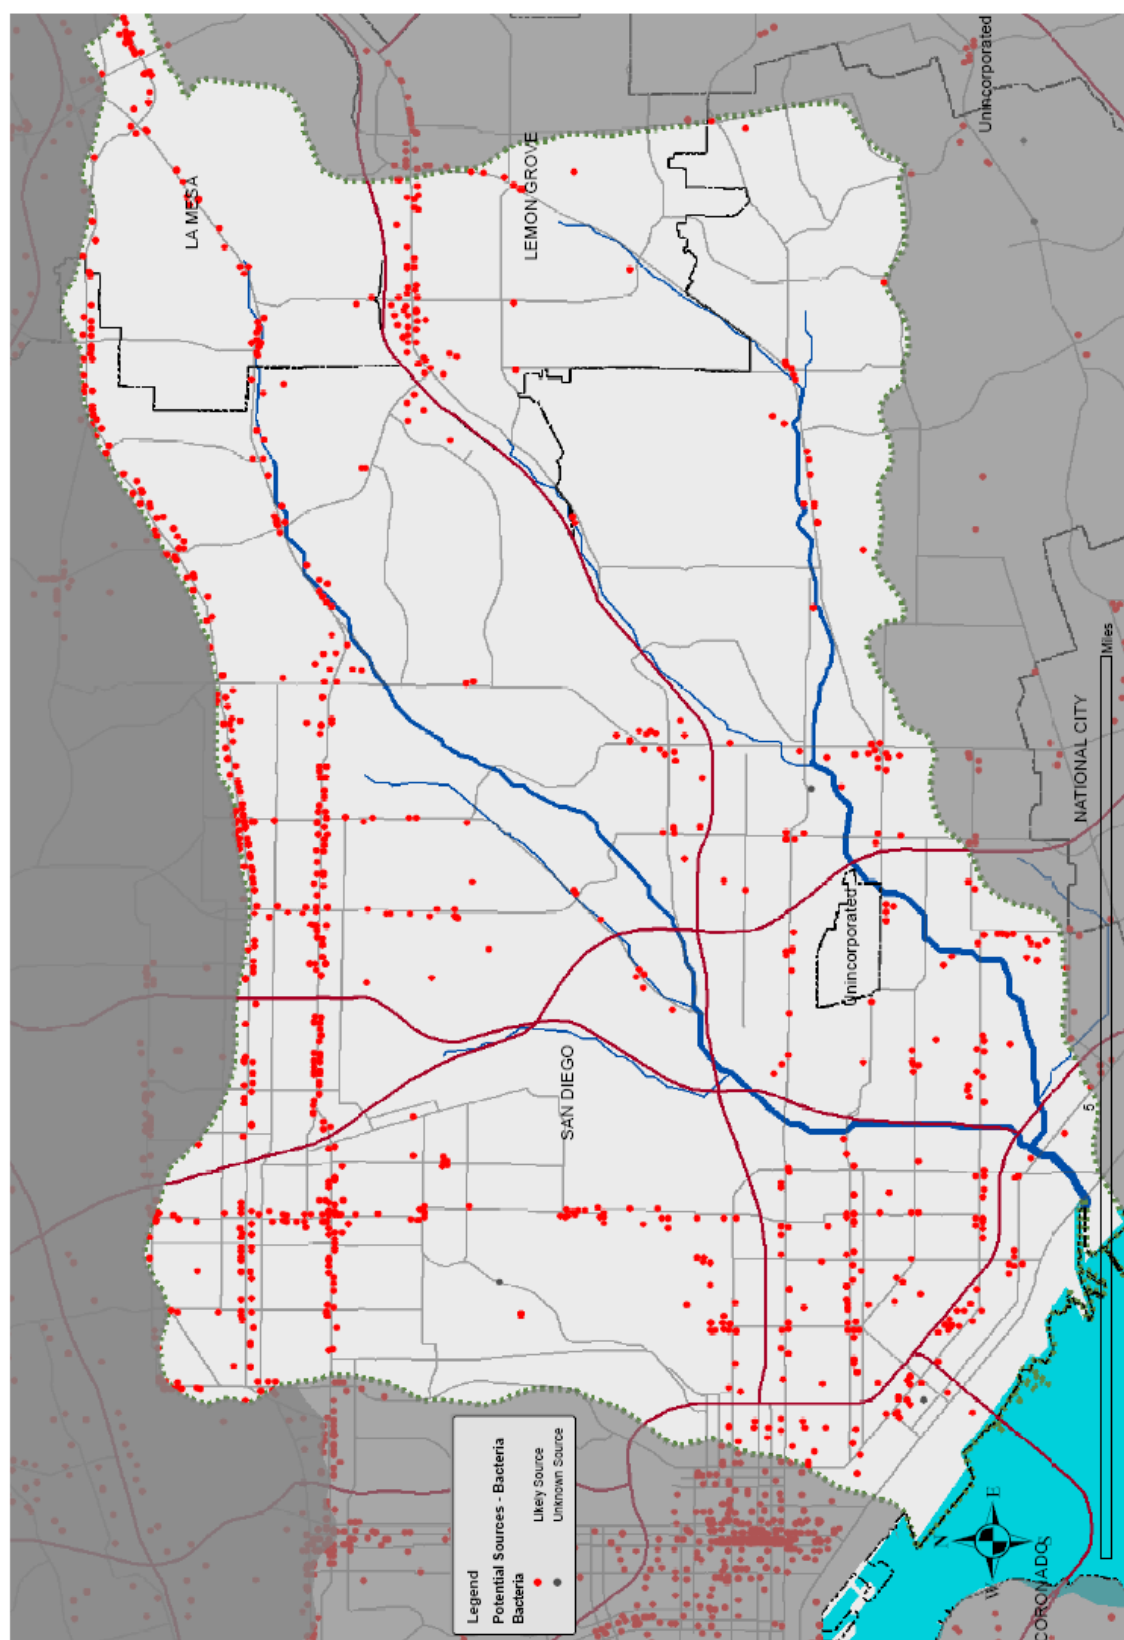 Unincorporated
LA MESA
LEMON GROVE
NATIONAL CITY
Unincorporated
SAN DIEGO
5
Miles
Legend
Potential Sources - Bacteria
Bacteria
Likely Source
Unknown Source
N
W
E
S
CORONADO